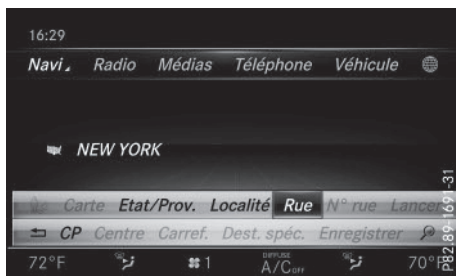 16:29
Navi Radio Médias Téléphone Véhicule
NEW YORK
Carte Etat/Prov. Localité Rue N° rue Lancer
CP Centre Carref. Dest. spéc. Enregistrer
72°F 1 DIFFUSE A/C OFF 70°F
P82.89-1691-31